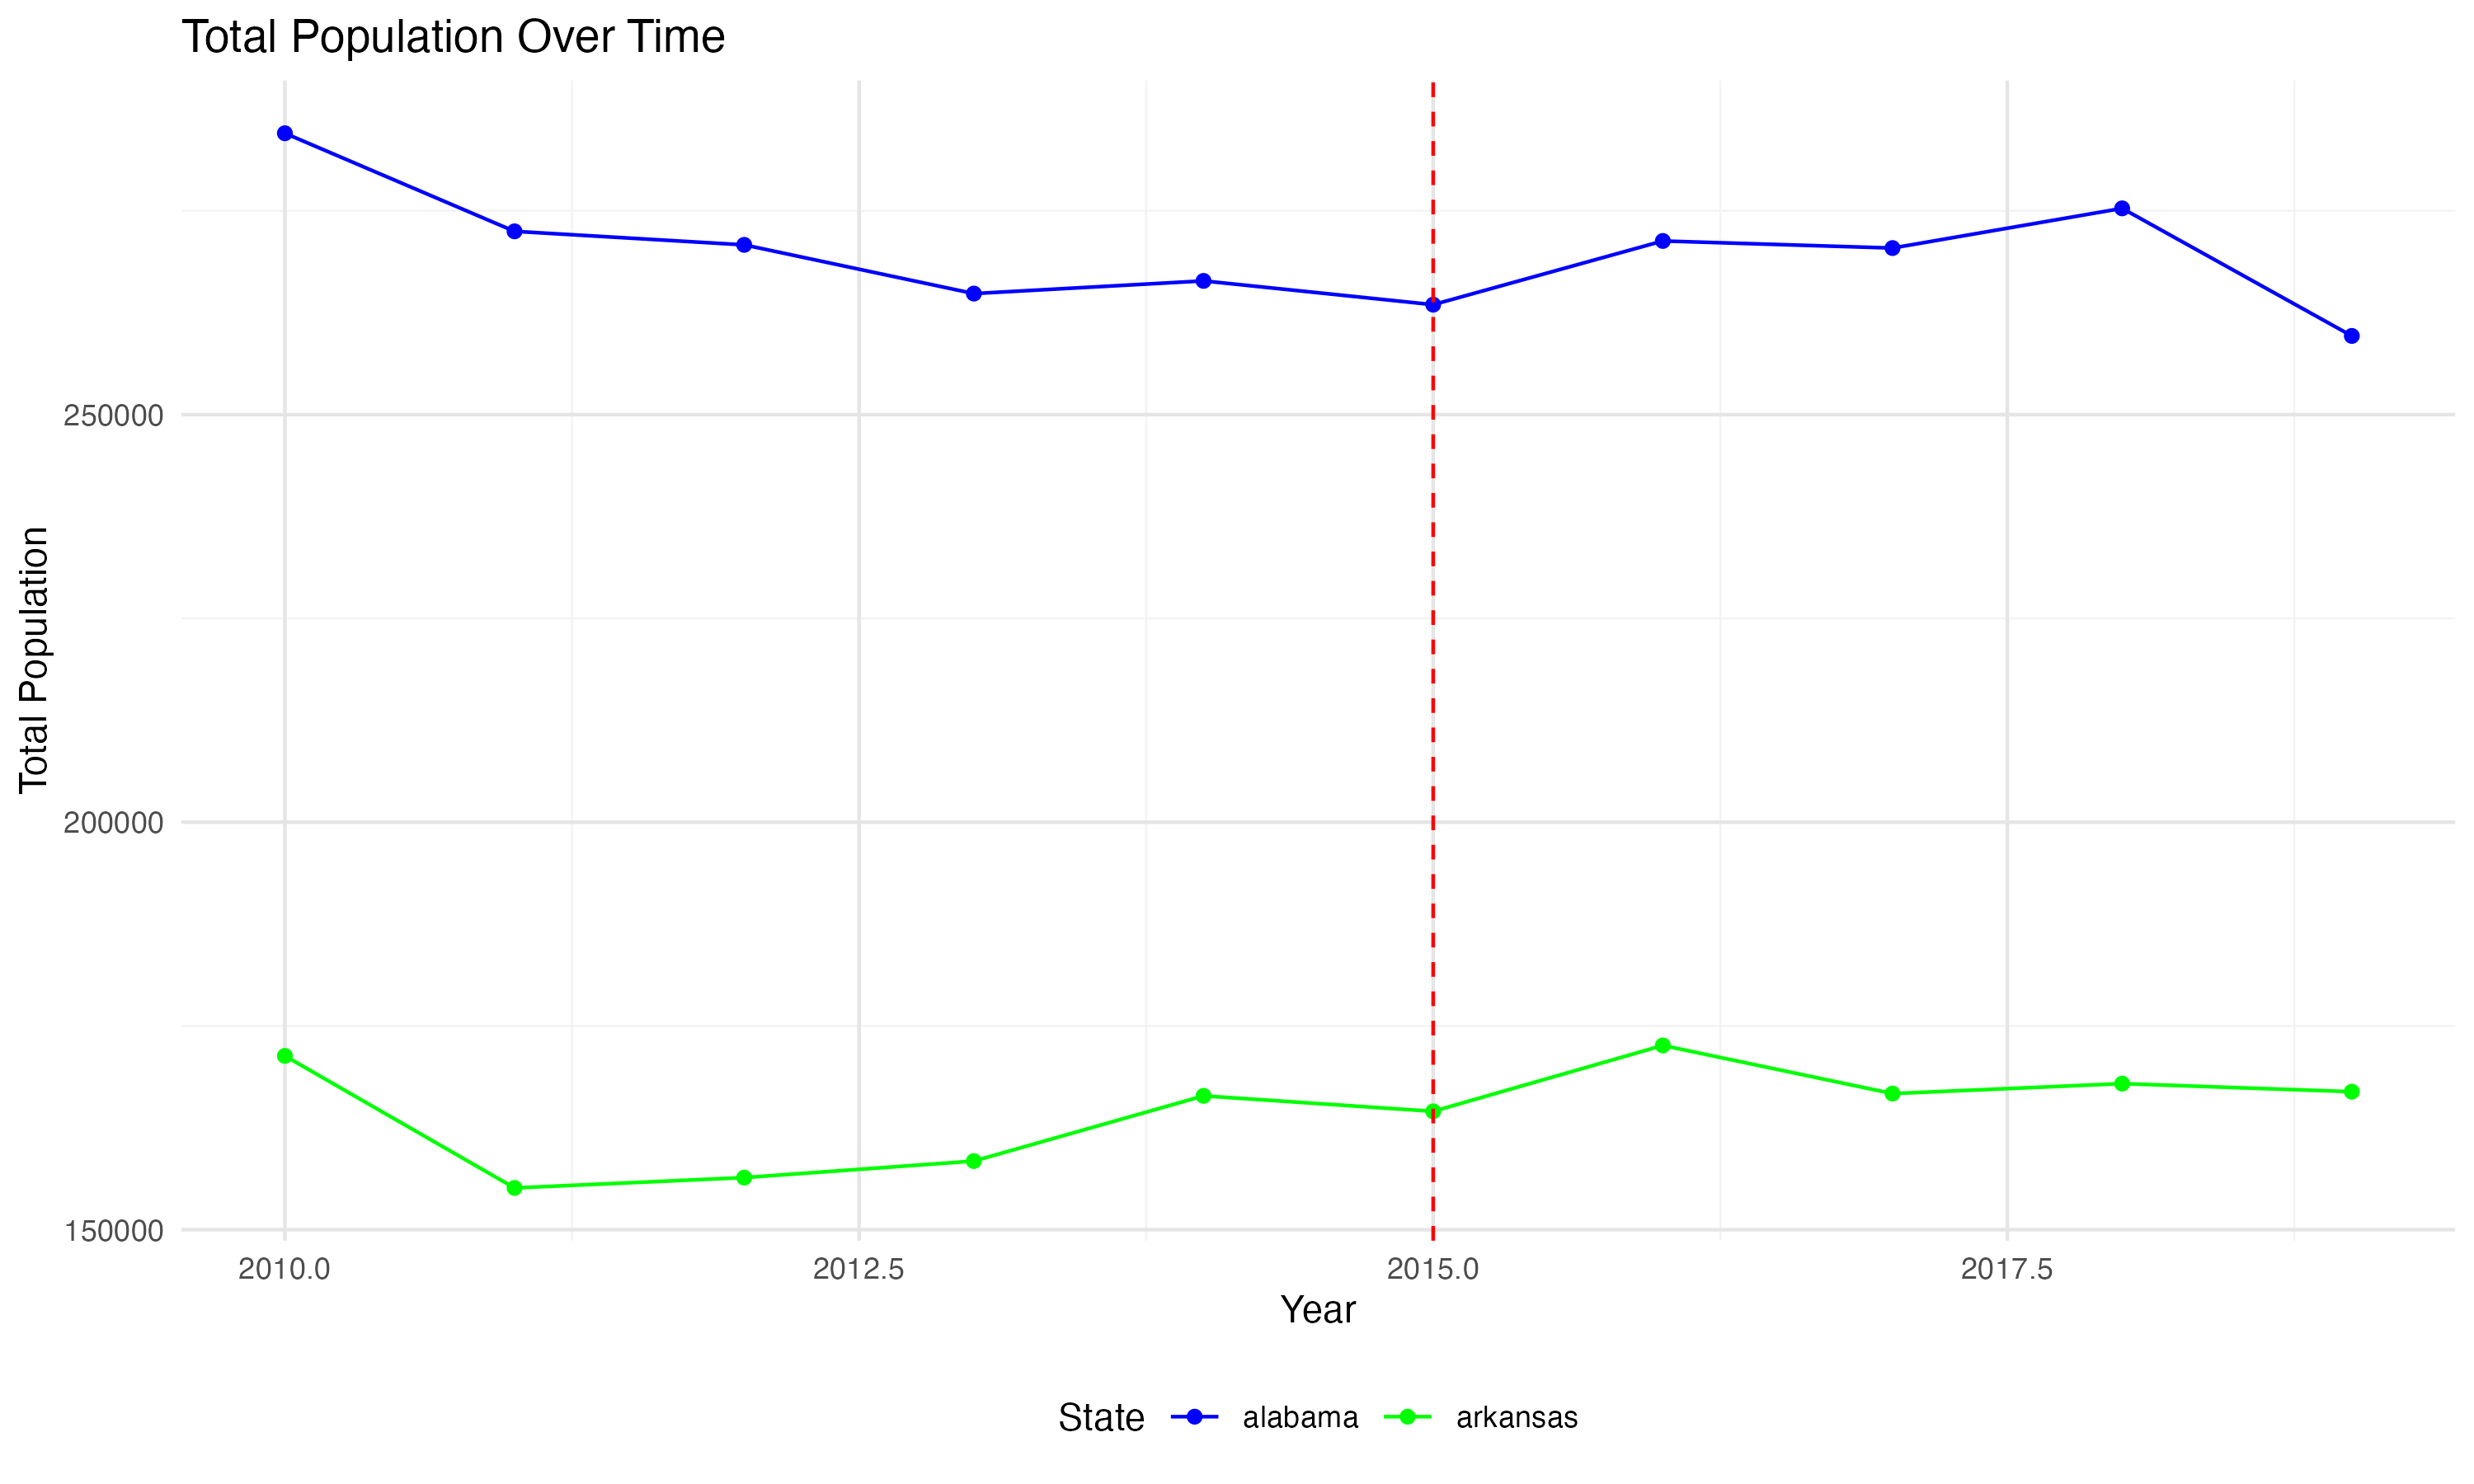 Total Population Over Time
Total Population
250000
200000
150000
2010.0 2012.5 2015.0 2017.5
Year
State alabama arkansas